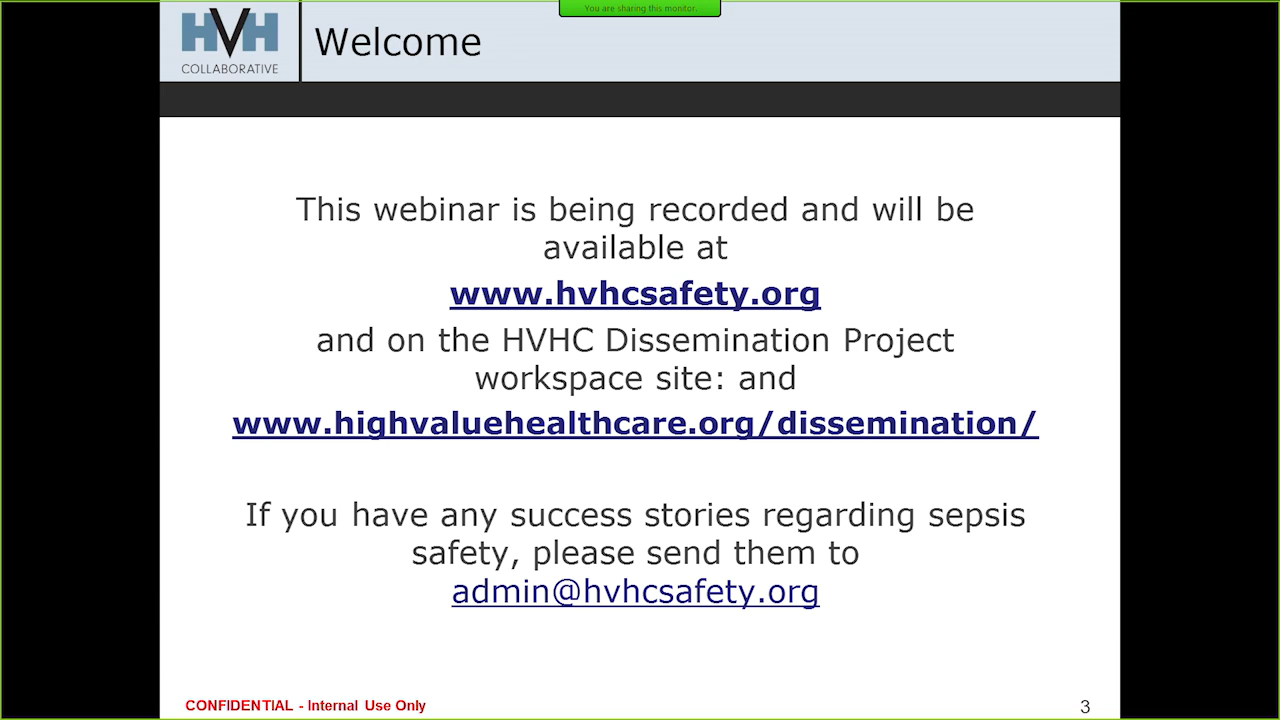 You are sharing this monitor.
HVH
COLLABORATIVE
Welcome
This webinar is being recorded and will be
available at
www.hvhcsafety.org
and on the HVHC Dissemination Project
workspace site: and
www.highvaluehealthcare.org/dissemination/
If you have any success stories regarding sepsis
safety, please send them to
admin@hvhcsafety.org
CONFIDENTIAL - Internal Use Only
3